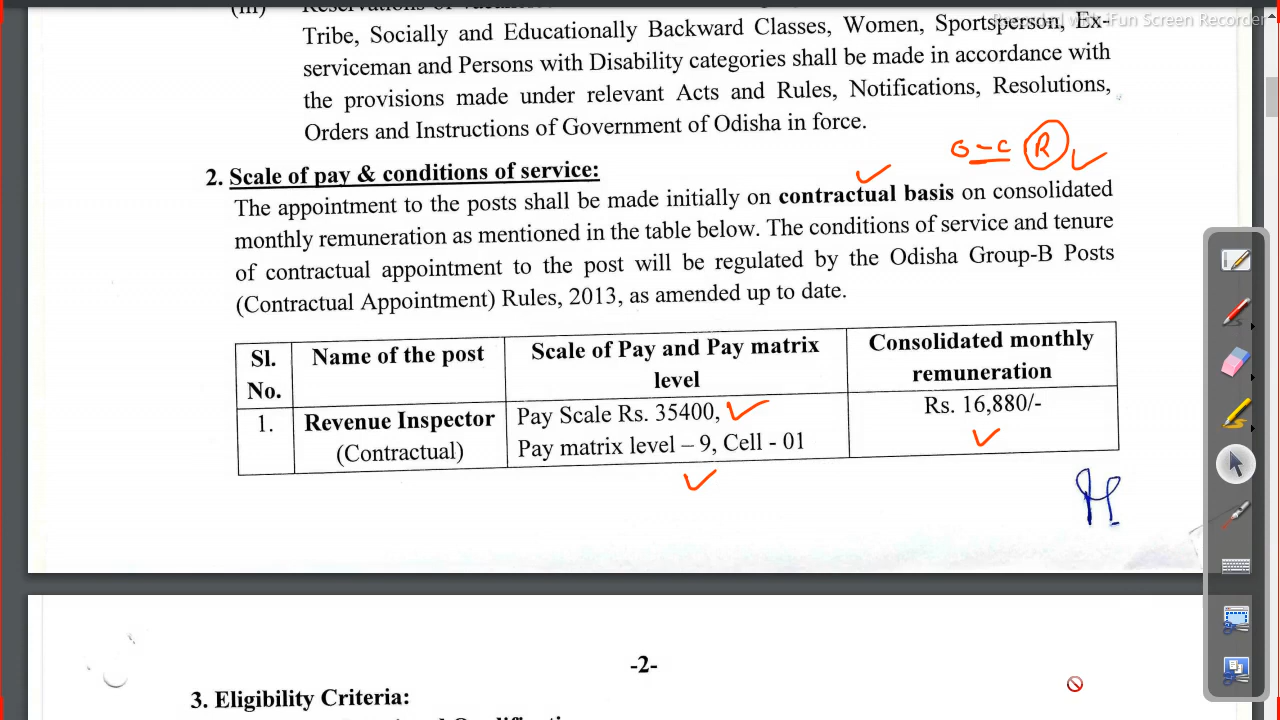 Recorded with iFun Screen Recorder
(iii)
Tribe, Socially and Educationally Backward Classes, Women, Sportsperson, Ex-
serviceman and Persons with Disability categories shall be made in accordance with
the provisions made under relevant Acts and Rules, Notifications, Resolutions,
Orders and Instructions of Government of Odisha in force.
O-C R
2. Scale of pay & conditions of service:
The appointment to the posts shall be made initially on contractual basis on consolidated
monthly remuneration as mentioned in the table below. The conditions of service and tenure
of contractual appointment to the post will be regulated by the Odisha Group-B Posts
(Contractual Appointment) Rules, 2013, as amended up to date.
Sl. No. Name of the post Scale of Pay and Pay matrix level Consolidated monthly remuneration
1. Revenue Inspector (Contractual) Pay Scale Rs. 35400, Pay matrix level – 9, Cell - 01 Rs. 16,880/-
-2-
3. Eligibility Criteria: